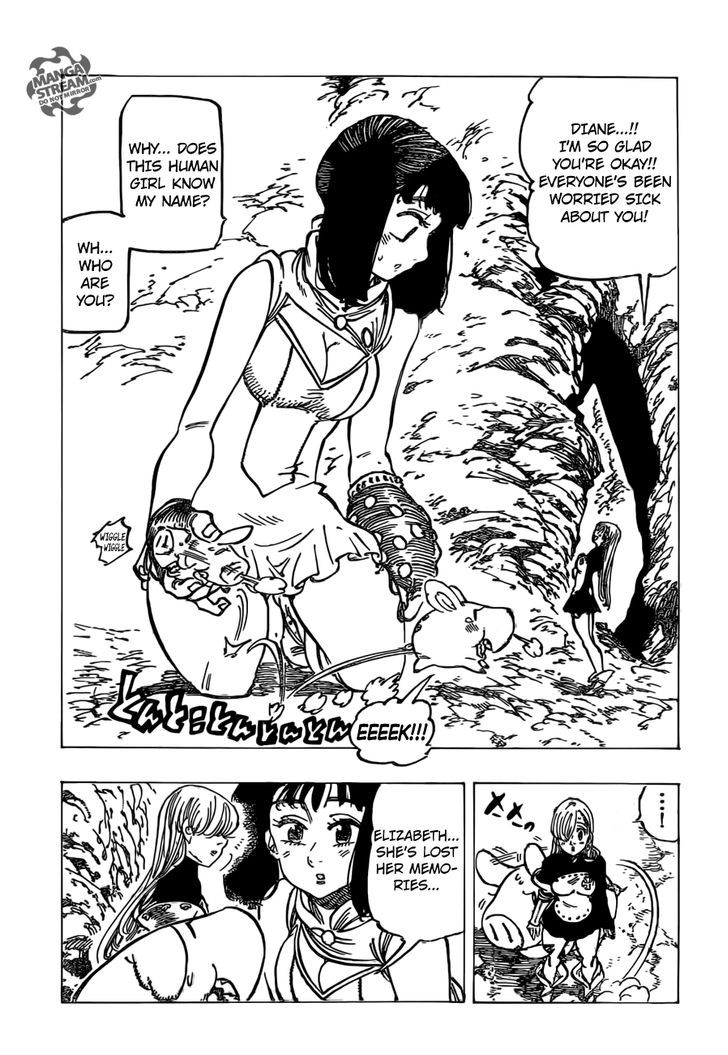 MANGA
STREAM.com
DO NOT MIRROR
DIANE...!!
I'M SO GLAD
YOU'RE OKAY!!
EVERYONE'S BEEN
WORRIED SICK
ABOUT YOU!
WHY... DOES
THIS HUMAN
GIRL KNOW
MY NAME?
WH...
WHO
ARE
YOU?
WIGGLE
WIGGLE
EEEEK!!!
...!
ELIZABETH...
SHE'S LOST
HER MEMO-
RIES...